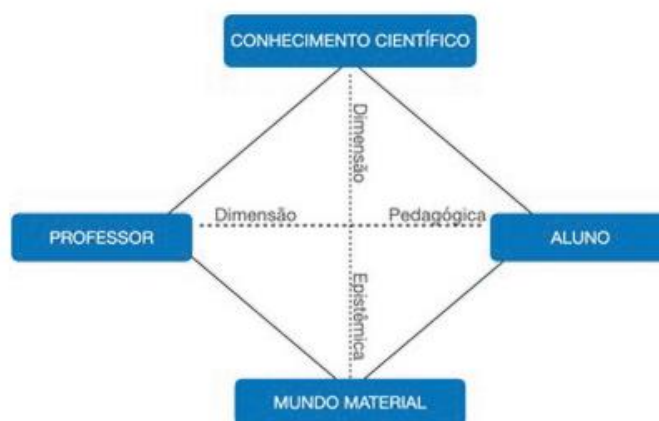 CONHECIMENTO CIENTÍFICO
Dimensão
Dimensão
Pedagógica
PROFESSOR
ALUNO
Epistêmica
MUNDO MATERIAL